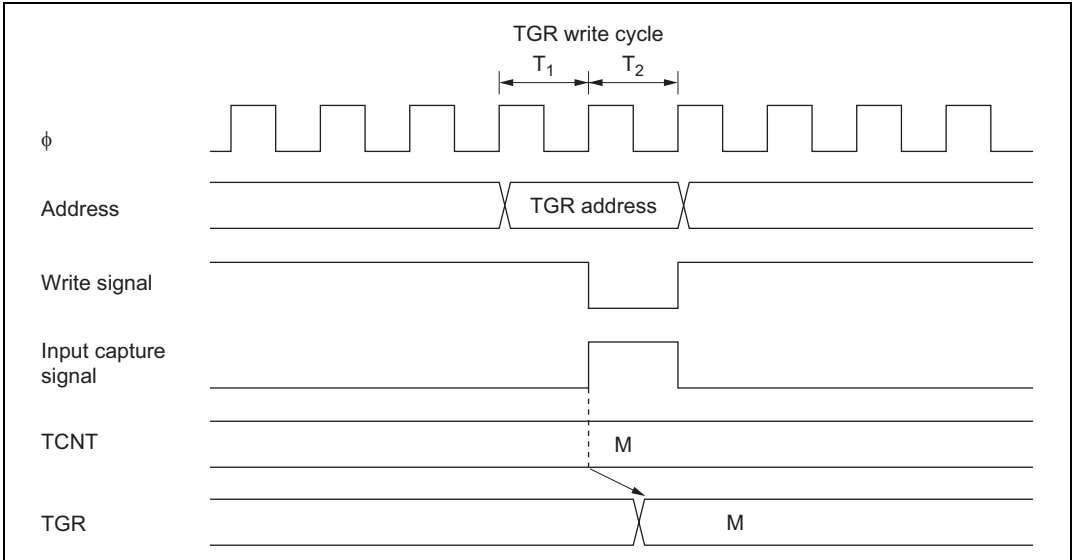 TGR write cycle
T1 T2
ϕ
Address
TGR address
Write signal
Input capture
signal
TCNT
M
TGR
M